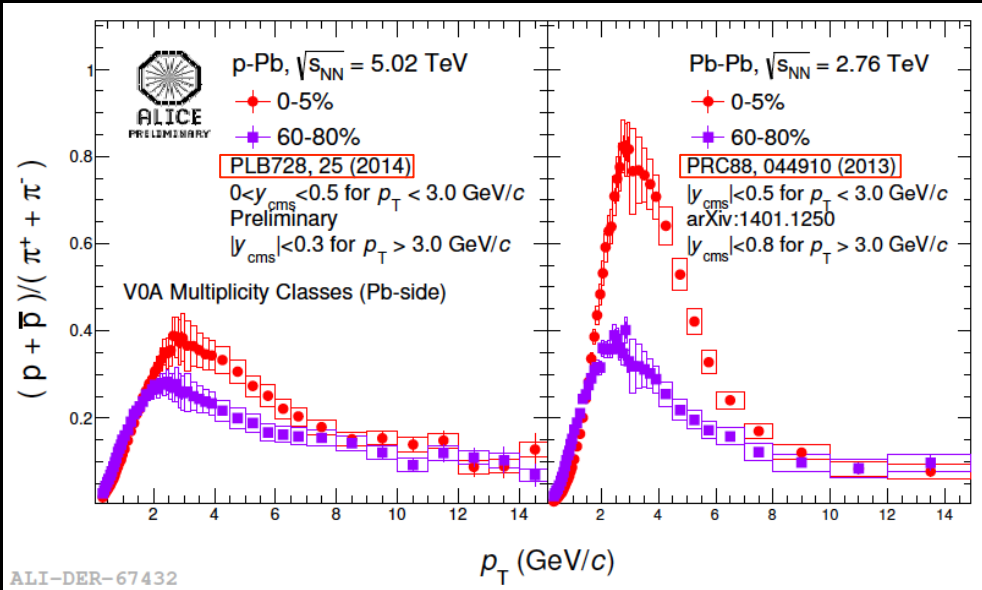 p-Pb, √sNN = 5.02 TeV
0-5%
60-80%
PLB728, 25 (2014)
0<ycms<0.5 for pT < 3.0 GeV/c
Preliminary
|ycms|<0.3 for pT > 3.0 GeV/c
V0A Multiplicity Classes (Pb-side)
ALICE
PRELIMINARY
Pb-Pb, √sNN = 2.76 TeV
0-5%
60-80%
PRC88, 044910 (2013)
|ycms|<0.5 for pT < 3.0 GeV/c
arXiv:1401.1250
|ycms|<0.8 for pT > 3.0 GeV/c
(p + p̅)/(π⁺ + π⁻)
1
0.8
0.6
0.4
0.2
2 4 6 8 10 12 14
2 4 6 8 10 12 14
pT (GeV/c)
ALI-DER-67432